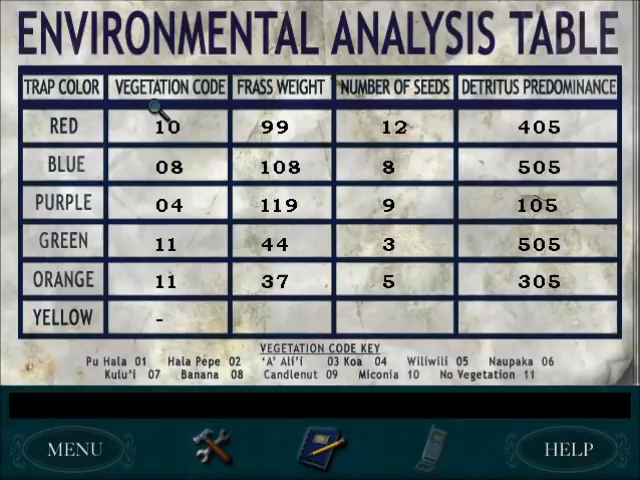 ENVIRONMENTAL ANALYSIS TABLE
TRAP COLOR VEGETATION CODE FRASS WEIGHT NUMBER OF SEEDS DETRITUS PREDOMINANCE
RED 10 99 12 405
BLUE 08 108 8 505
PURPLE 04 119 9 105
GREEN 11 44 3 505
ORANGE 11 37 5 305
YELLOW -
VEGETATION CODE KEY
Pu Hala 01 Hala Pepe 02 'A' Ali'i 03 Koa 04 Wiliwili 05 Naupaka 06
Kulu'i 07 Banana 08 Candlenut 09 Miconia 10 No Vegetation 11
MENU HELP